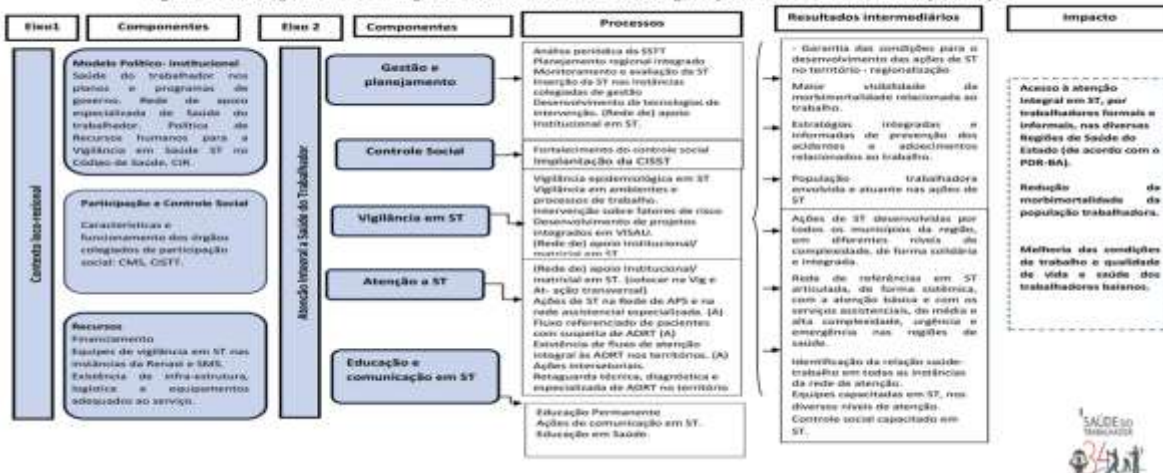 Eixo1
Componentes
Eixo 2
Componentes
Processos
Resultados intermediários
Impacto
Contexto loco-regional
Modelo Político- Institucional
Saúde do trabalhador nos
planos e programas de
governo. Rede de apoio
especializada de Saúde do
trabalhador. Política de
Recursos humanos para a
Vigilância em Saúde ST no
Código de Saúde, CIR.
Participação e Controle Social
Características e
funcionamento dos órgãos
colegiados de participação
social: CMS, CISTT.
Recursos
Financiamento
Equipes de vigilância em ST nas
instâncias da Renast e SMS.
Existência de infra-estrutura,
logística e equipamentos
adequados ao serviço.
Atenção Integral a Saúde do Trabalhador
Gestão e
planejamento
Controle Social
Vigilância em ST
Atenção a ST
Educação e
comunicação em ST
Análise periódica da SSTT
Planejamento regional integrado
Monitoramento e avaliação da ST
Inserção da ST nas instâncias
colegiadas de gestão
Desenvolvimento de tecnologias de
intervenção. (Rede de) apoio
Institucional em ST.
Fortalecimento do controle social
Implantação da CISST
Vigilância epidemiológica em ST
Vigilância em ambientes e
processos de trabalho.
Intervenção sobre fatores de risco
Desenvolvimento de projetos
integrados em VISAU.
(Rede de) apoio institucional/
matricial em ST
(Rede de) apoio Institucional/
matricial em ST. (colocar na Vig e
At- ação transversal)
Ações de ST na Rede de APS e na
rede assistencial especializada. (A)
Fluxo referenciado de pacientes
com suspeita de ADRT (A)
Existência de fluxo de atenção
integral às ADRT nos territórios. (A)
Ações intersetoriais.
Retaguarda técnica, diagnóstica e
especializada de ADRT no território
Educação Permanente
Ações de comunicação em ST.
Educação em Saúde.
- Garantia das condições para o
desenvolvimento das ações de ST
no território - regionalização
Maior visibilidade da
morbimortalidade relacionada ao
trabalho.
Estratégias integradas e
informadas de prevenção dos
acidentes e adoecimentos
relacionados ao trabalho.
População trabalhadora
envolvida e atuante nas ações de
ST
Ações de ST desenvolvidas por
todos os municípios da região,
em diferentes níveis de
complexidade, de forma solidária
e integrada.
Rede de referências em ST
articulada, de forma sistêmica,
com a atenção básica e com os
serviços assistenciais, de média e
alta complexidade, urgência e
emergência nas regiões de
saúde.
Identificação da relação saúde-
trabalho em todas as instâncias
da rede de atenção.
Equipes capacitadas em ST, nos
diversos níveis de atenção.
Controle social capacitado em
ST.
Acesso à atenção
integral em ST, por
trabalhadores formais e
informais, nas diversas
Regiões de Saúde do
Estado (de acordo com o
PDR-BA).
Redução da
morbimortalidade da
população trabalhadora.
Melhoria das condições
de trabalho e qualidade
de vida e saúde dos
trabalhadores baianos.
SAÚDE DO
TRABALHADOR